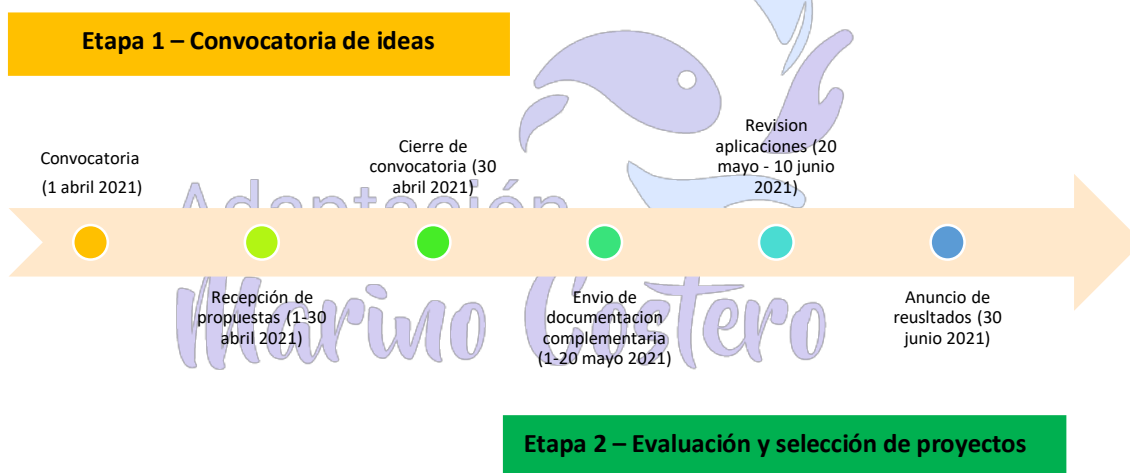 Etapa 1 – Convocatoria de ideas
Convocatoria
(1 abril 2021)
Cierre de
convocatoria (30
abril 2021)
Revision
aplicaciones (20
mayo - 10 junio
2021)
Adaptación
Marino Costero
Recepción de
propuestas (1-30
abril 2021)
Envio de
documentacion
complementaria
(1-20 mayo 2021)
Anuncio de
reusltados (30
junio 2021)
Etapa 2 – Evaluación y selección de proyectos